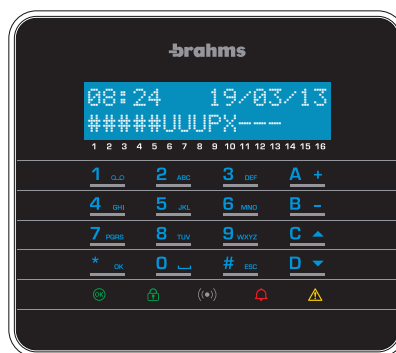 brahms
08:24 19/03/13
#####UUUPX---
1 2 3 4 5 6 7 8 9 10 11 12 13 14 15 16
1 2 ABC 3 DEF A +
4 GHI 5 JKL 6 MNO B -
7 PQRS 8 TUV 9 WXYZ C ▲
* OK 0 # ESC D ▼
OK